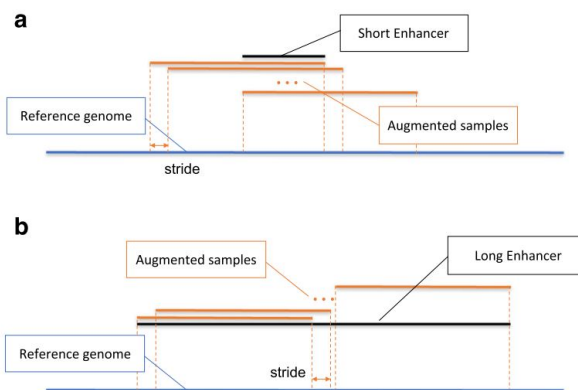 a
Short Enhancer
Reference genome
Augmented samples
stride
b
Augmented samples
Long Enhancer
Reference genome
stride